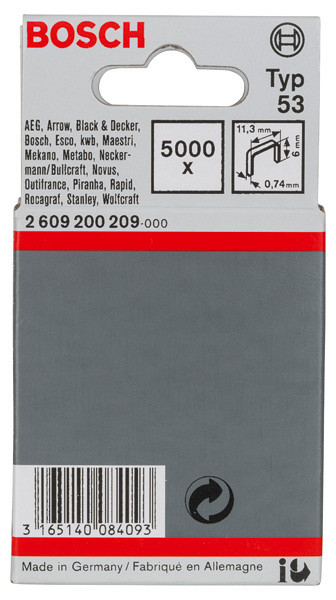 BOSCH
Typ
53
AEG, Arrow, Black & Decker,
Bosch, Esco, kwb, Maestri,
Mekano, Metabo, Necker-
mann/Bullcraft, Novus,
Outifrance, Piranha, Rapid,
Rocagraf, Stanley, Wolfcraft
5000
x
11,3 mm
6 mm
0,74mm
2 609 200 209-000
3 165140 084093
Made in Germany / Fabriqué en Allemagne